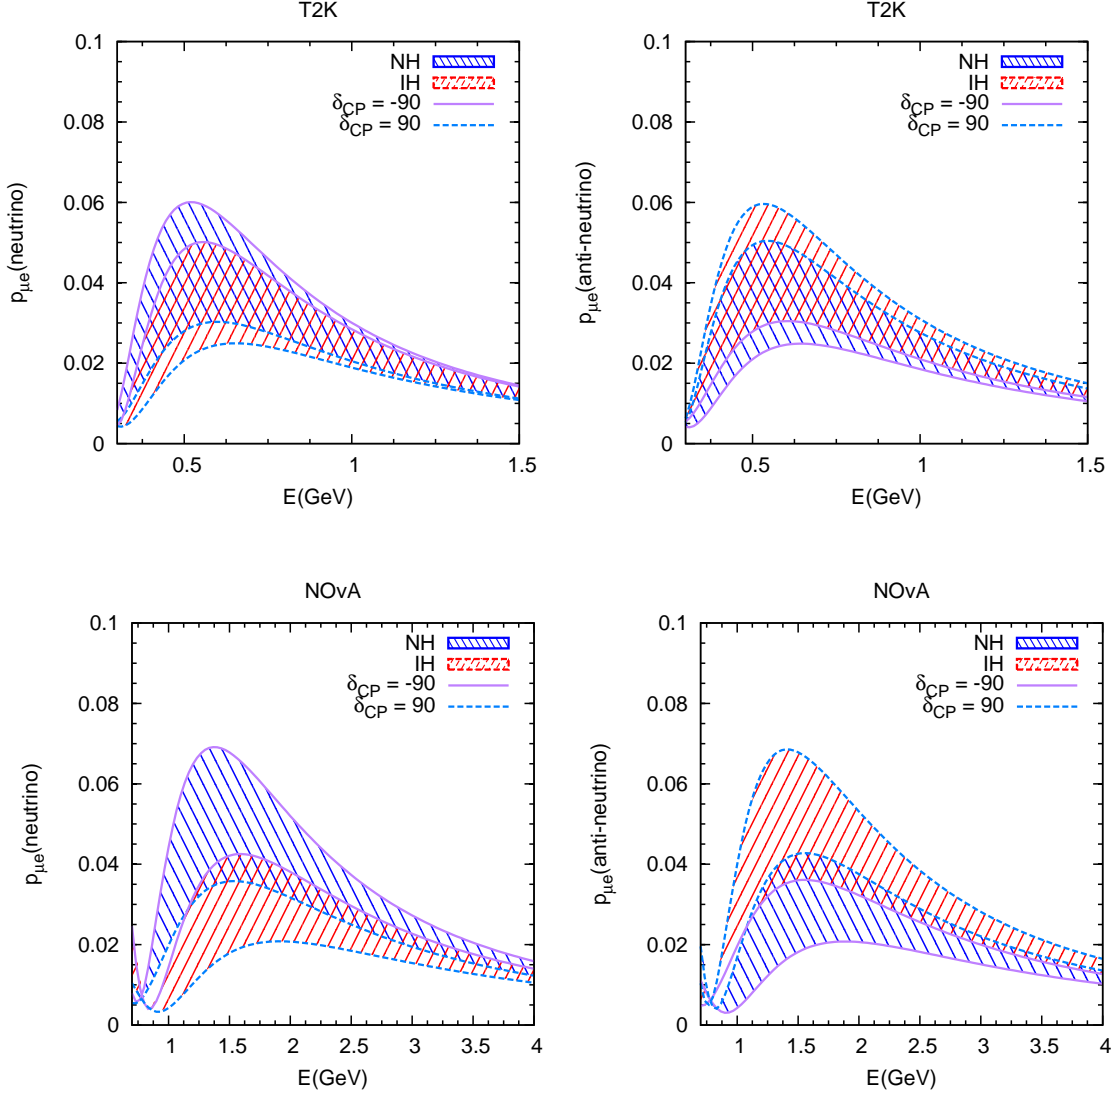 T2K
0.1
0.08
0.06
0.04
0.02
0
0.5
1
1.5
E(GeV)
pμe(neutrino)
NH
IH
δCP = -90
δCP = 90
T2K
0.1
0.08
0.06
0.04
0.02
0
0.5
1
1.5
E(GeV)
pμe(anti-neutrino)
NH
IH
δCP = -90
δCP = 90
NOvA
0.1
0.08
0.06
0.04
0.02
0
1
1.5
2
2.5
3
3.5
4
E(GeV)
pμe(neutrino)
NH
IH
δCP = -90
δCP = 90
NOvA
0.1
0.08
0.06
0.04
0.02
0
1
1.5
2
2.5
3
3.5
4
E(GeV)
pμe(anti-neutrino)
NH
IH
δCP = -90
δCP = 90